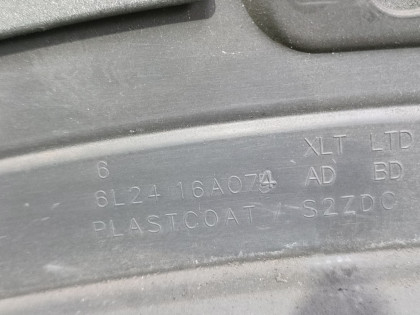 6 XLT LTD
6L24 16A074 AD BD
PLASTCOAT S2ZDC